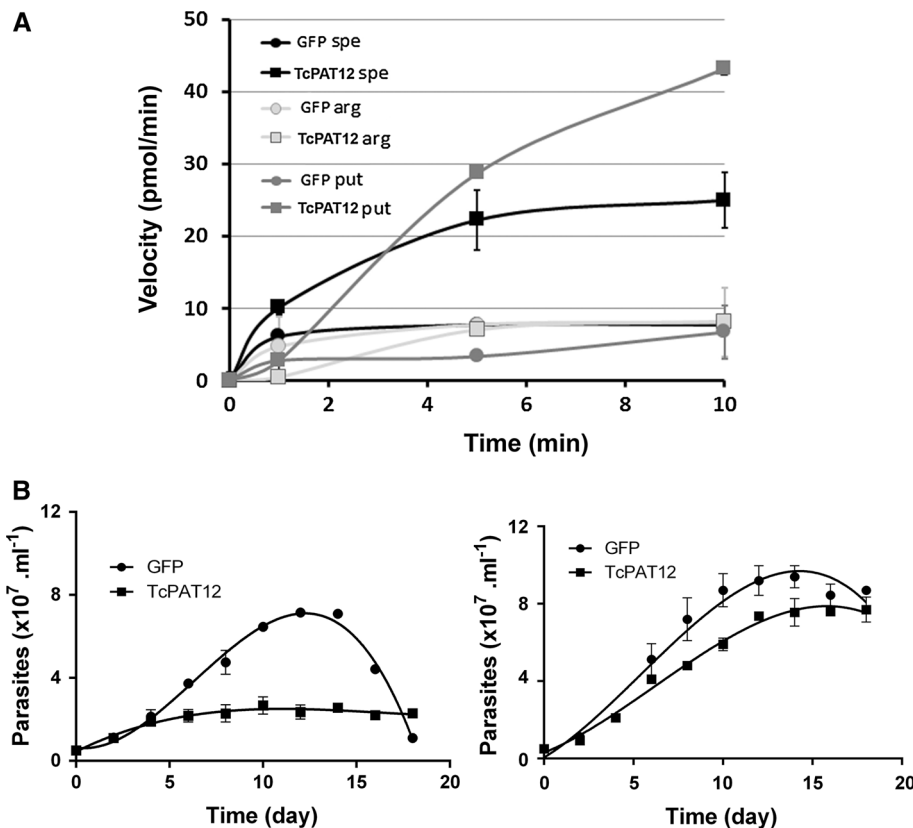 A
Velocity (pmol/min)
50
40
30
20
10
0
GFP spe
TcPAT12 spe
GFP arg
TcPAT12 arg
GFP put
TcPAT12 put
0 2 4 6 8 10
Time (min)
B
Parasites (x10⁷ .ml⁻¹)
12
8
4
0
GFP
TcPAT12
0 5 10 15 20
Time (day)
Parasites (x10⁷ .ml⁻¹)
12
8
4
0
GFP
TcPAT12
0 5 10 15 20
Time (day)